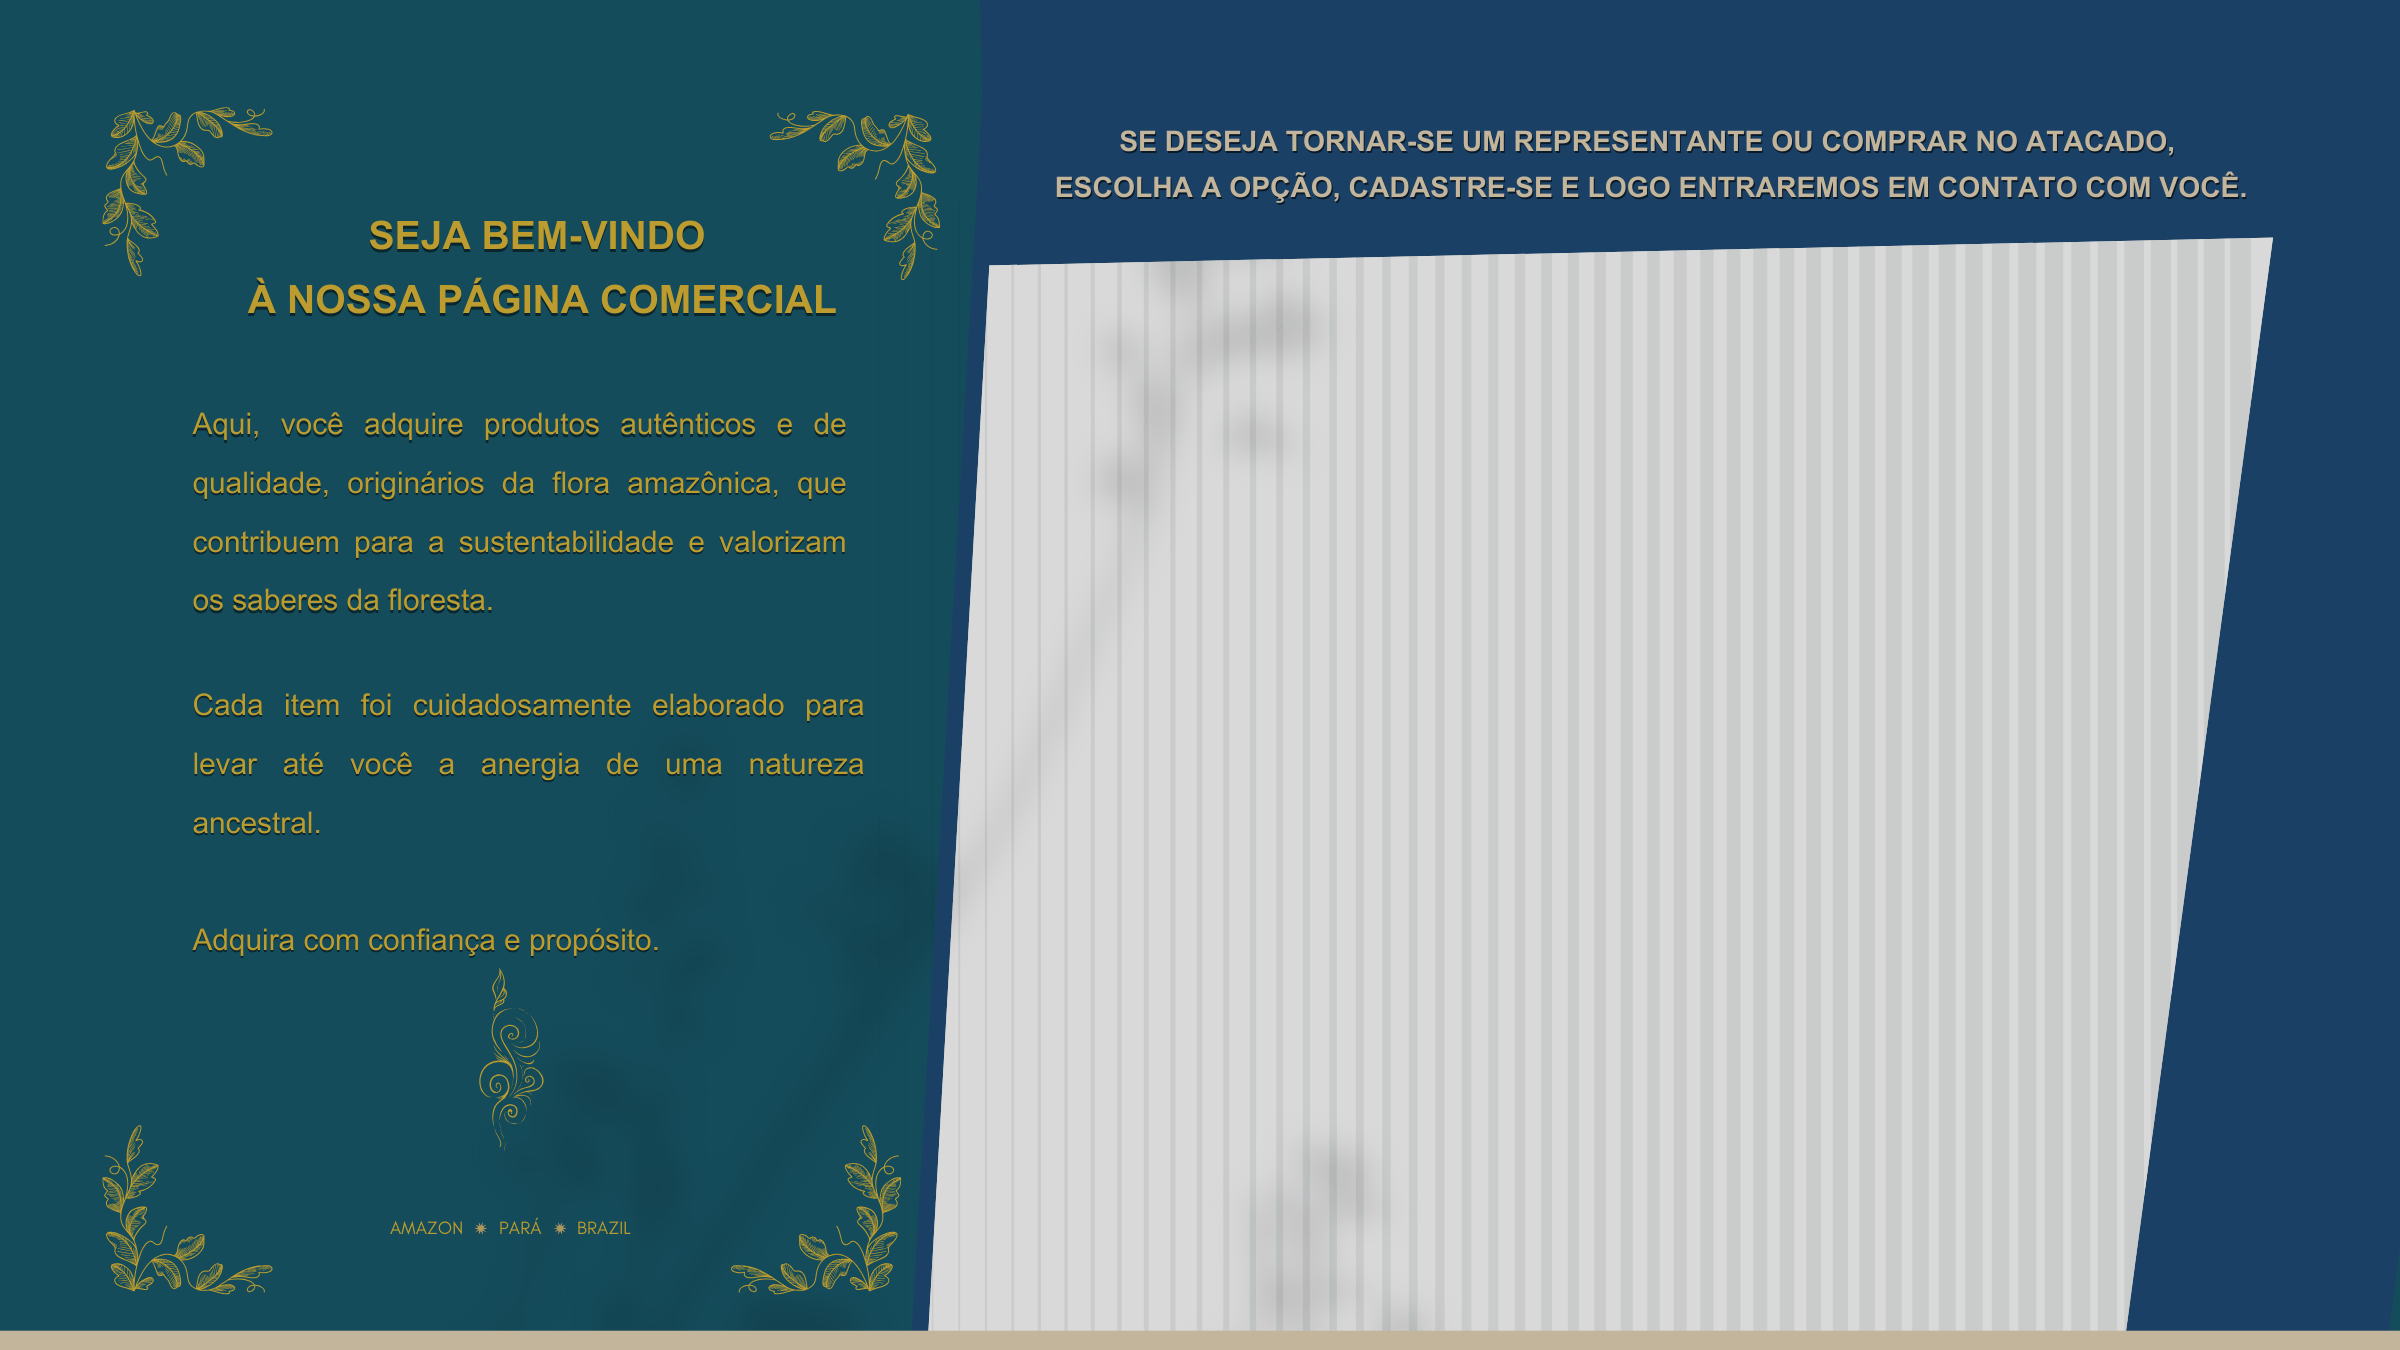 SEJA BEM-VINDO
À NOSSA PÁGINA COMERCIAL
Aqui, você adquire produtos autênticos e de
qualidade, originários da flora amazônica, que
contribuem para a sustentabilidade e valorizam
os saberes da floresta.
Cada item foi cuidadosamente elaborado para
levar até você a anergia de uma natureza
ancestral.
Adquira com confiança e propósito.
AMAZON ✷ PARÁ ✷ BRAZIL
SE DESEJA TORNAR-SE UM REPRESENTANTE OU COMPRAR NO ATACADO,
ESCOLHA A OPÇÃO, CADASTRE-SE E LOGO ENTRAREMOS EM CONTATO COM VOCÊ.